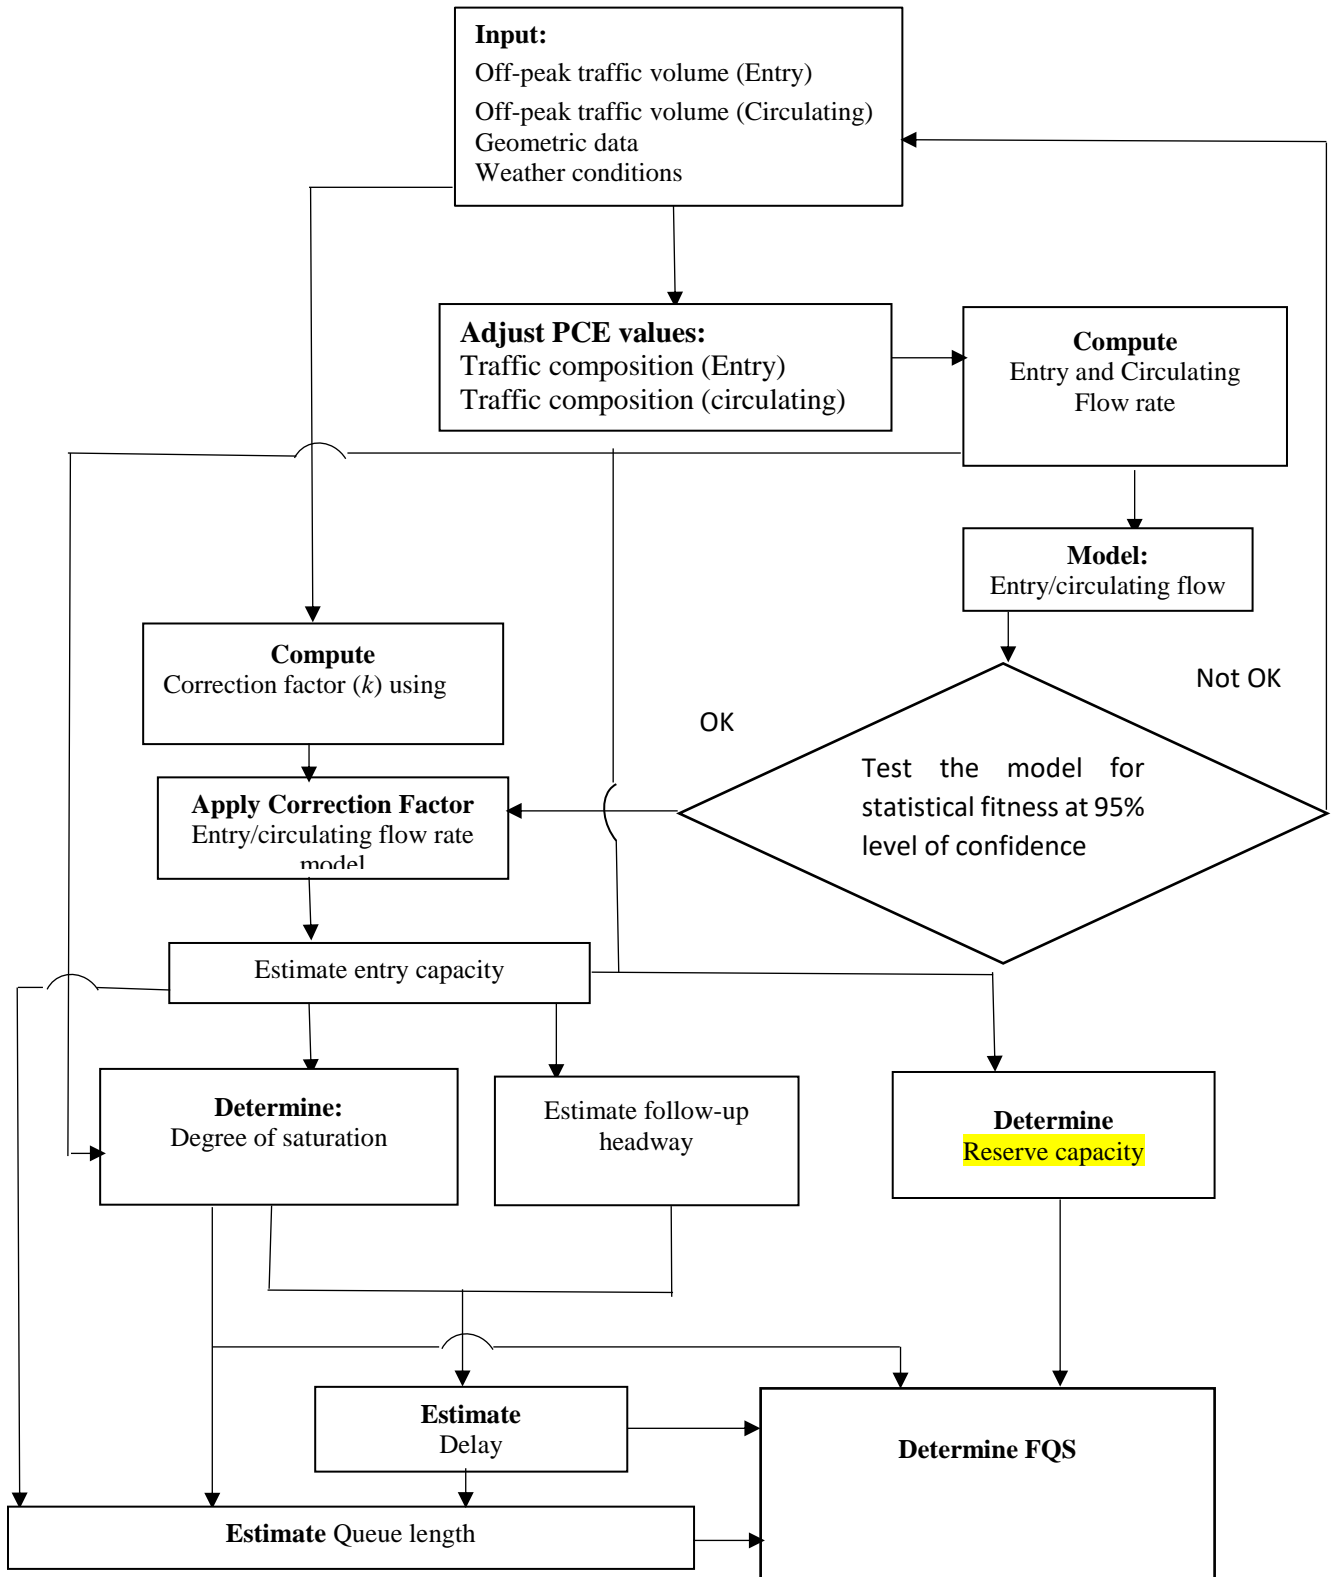 Input:
Off-peak traffic volume (Entry)
Off-peak traffic volume (Circulating)
Geometric data
Weather conditions
Adjust PCE values:
Traffic composition (Entry)
Traffic composition (circulating)
Compute
Entry and Circulating
Flow rate
Model:
Entry/circulating flow
Compute
Correction factor (k) using
Not OK
OK
Test the model for
statistical fitness at 95%
level of confidence
Apply Correction Factor
Entry/circulating flow rate
model
Estimate entry capacity
Determine:
Degree of saturation
Estimate follow-up
headway
Determine
Reserve capacity
Estimate
Delay
Determine FQS
Estimate Queue length